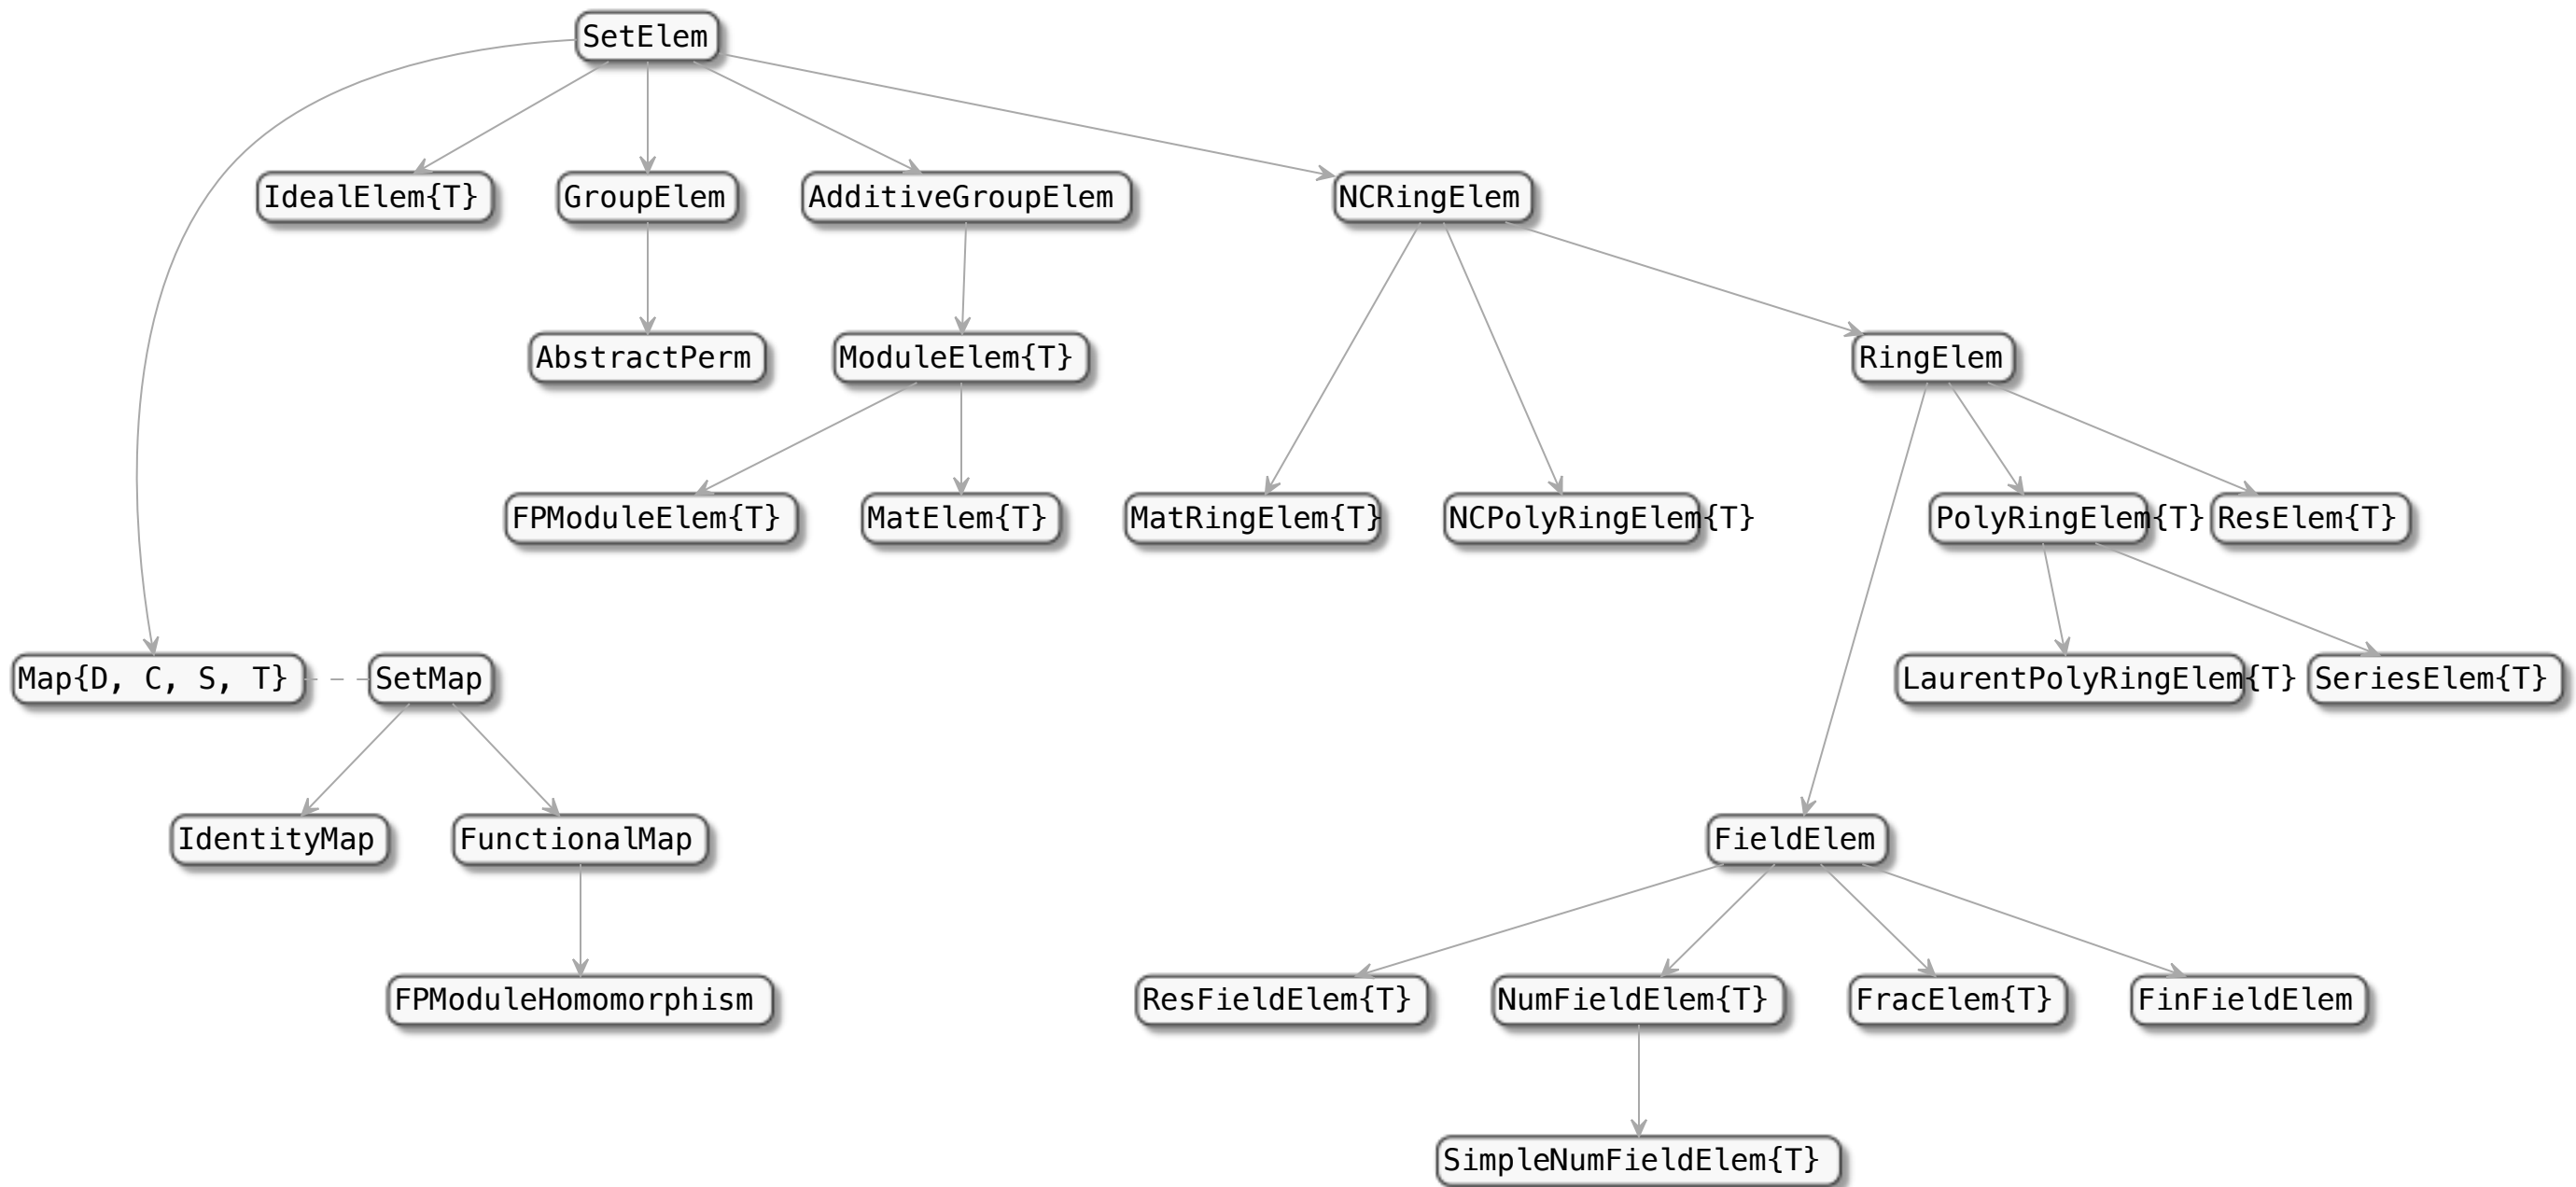 SetElem
IdealElem{T}
GroupElem
AdditiveGroupElem
NCRingElem
AbstractPerm
ModuleElem{T}
RingElem
FPModuleElem{T}
MatElem{T}
MatRingElem{T}
NCPolyRingElem{T}
PolyRingElem{T}
ResElem{T}
Map{D, C, S, T}
SetMap
LaurentPolyRingElem{T}
SeriesElem{T}
IdentityMap
FunctionalMap
FieldElem
FPModuleHomomorphism
ResFieldElem{T}
NumFieldElem{T}
FracElem{T}
FinFieldElem
SimpleNumFieldElem{T}